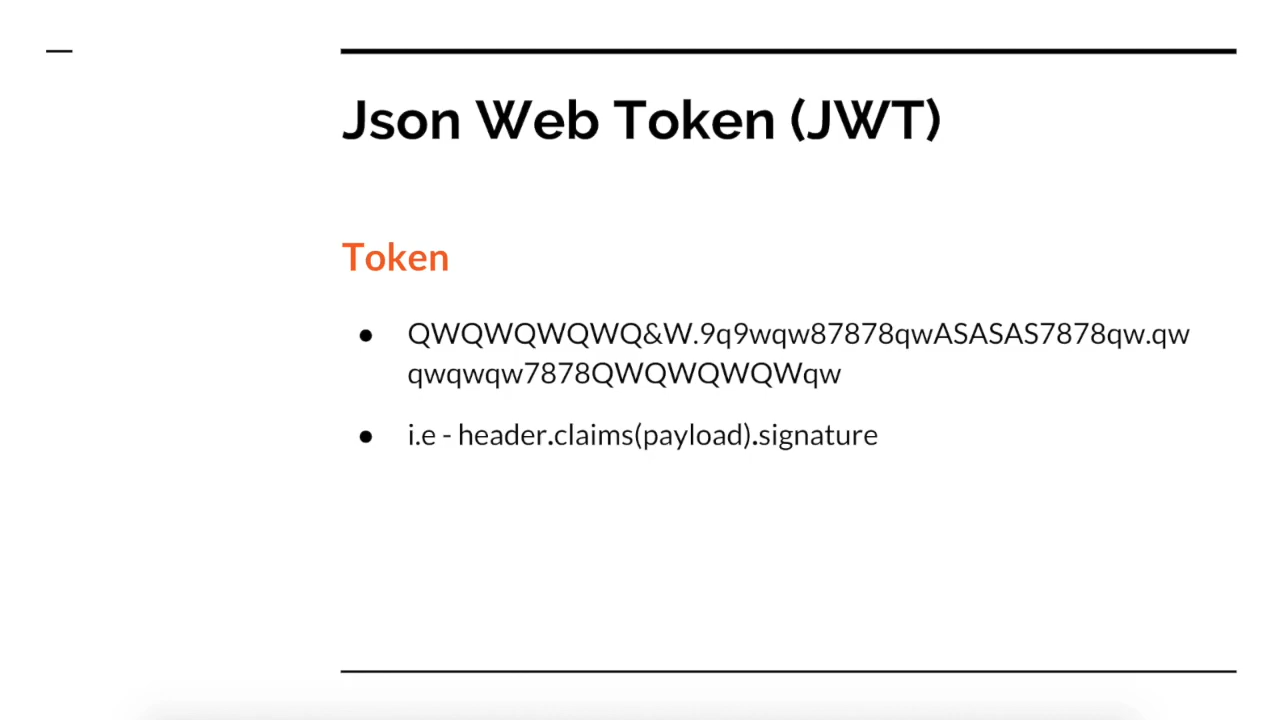 Json Web Token (JWT)
Token
● QWQWQWQWQ&W.9q9wqw87878qwASASAS7878qw.qw
qwqwqw7878QWQWQWQWqw
● i.e - header.claims(payload).signature